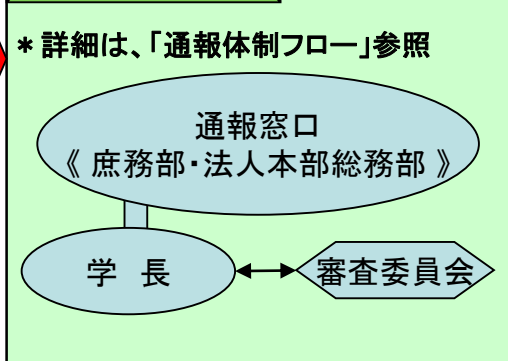 ＊詳細は、「通報体制フロー」参照
通報窓口
《 庶務部・法人本部総務部 》
学 長
審査委員会